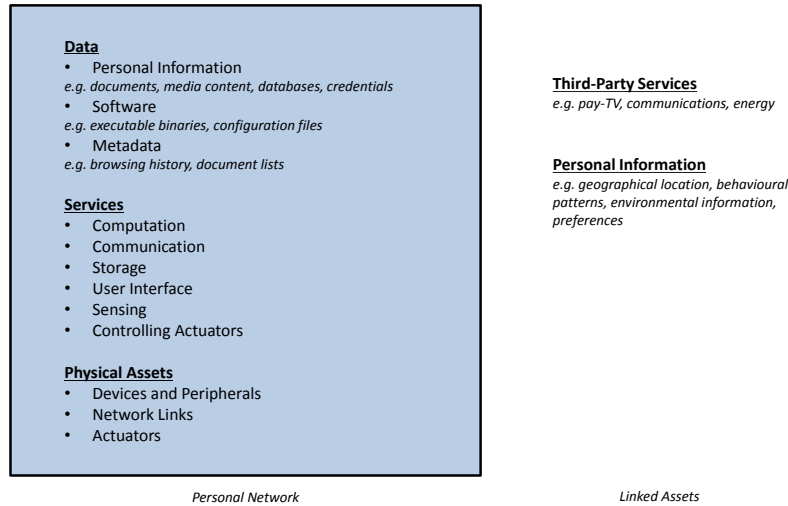 Data
• Personal Information
e.g. documents, media content, databases, credentials
• Software
e.g. executable binaries, configuration files
• Metadata
e.g. browsing history, document lists
Services
• Computation
• Communication
• Storage
• User Interface
• Sensing
• Controlling Actuators
Physical Assets
• Devices and Peripherals
• Network Links
• Actuators
Personal Network
Third-Party Services
e.g. pay-TV, communications, energy
Personal Information
e.g. geographical location, behavioural
patterns, environmental information,
preferences
Linked Assets